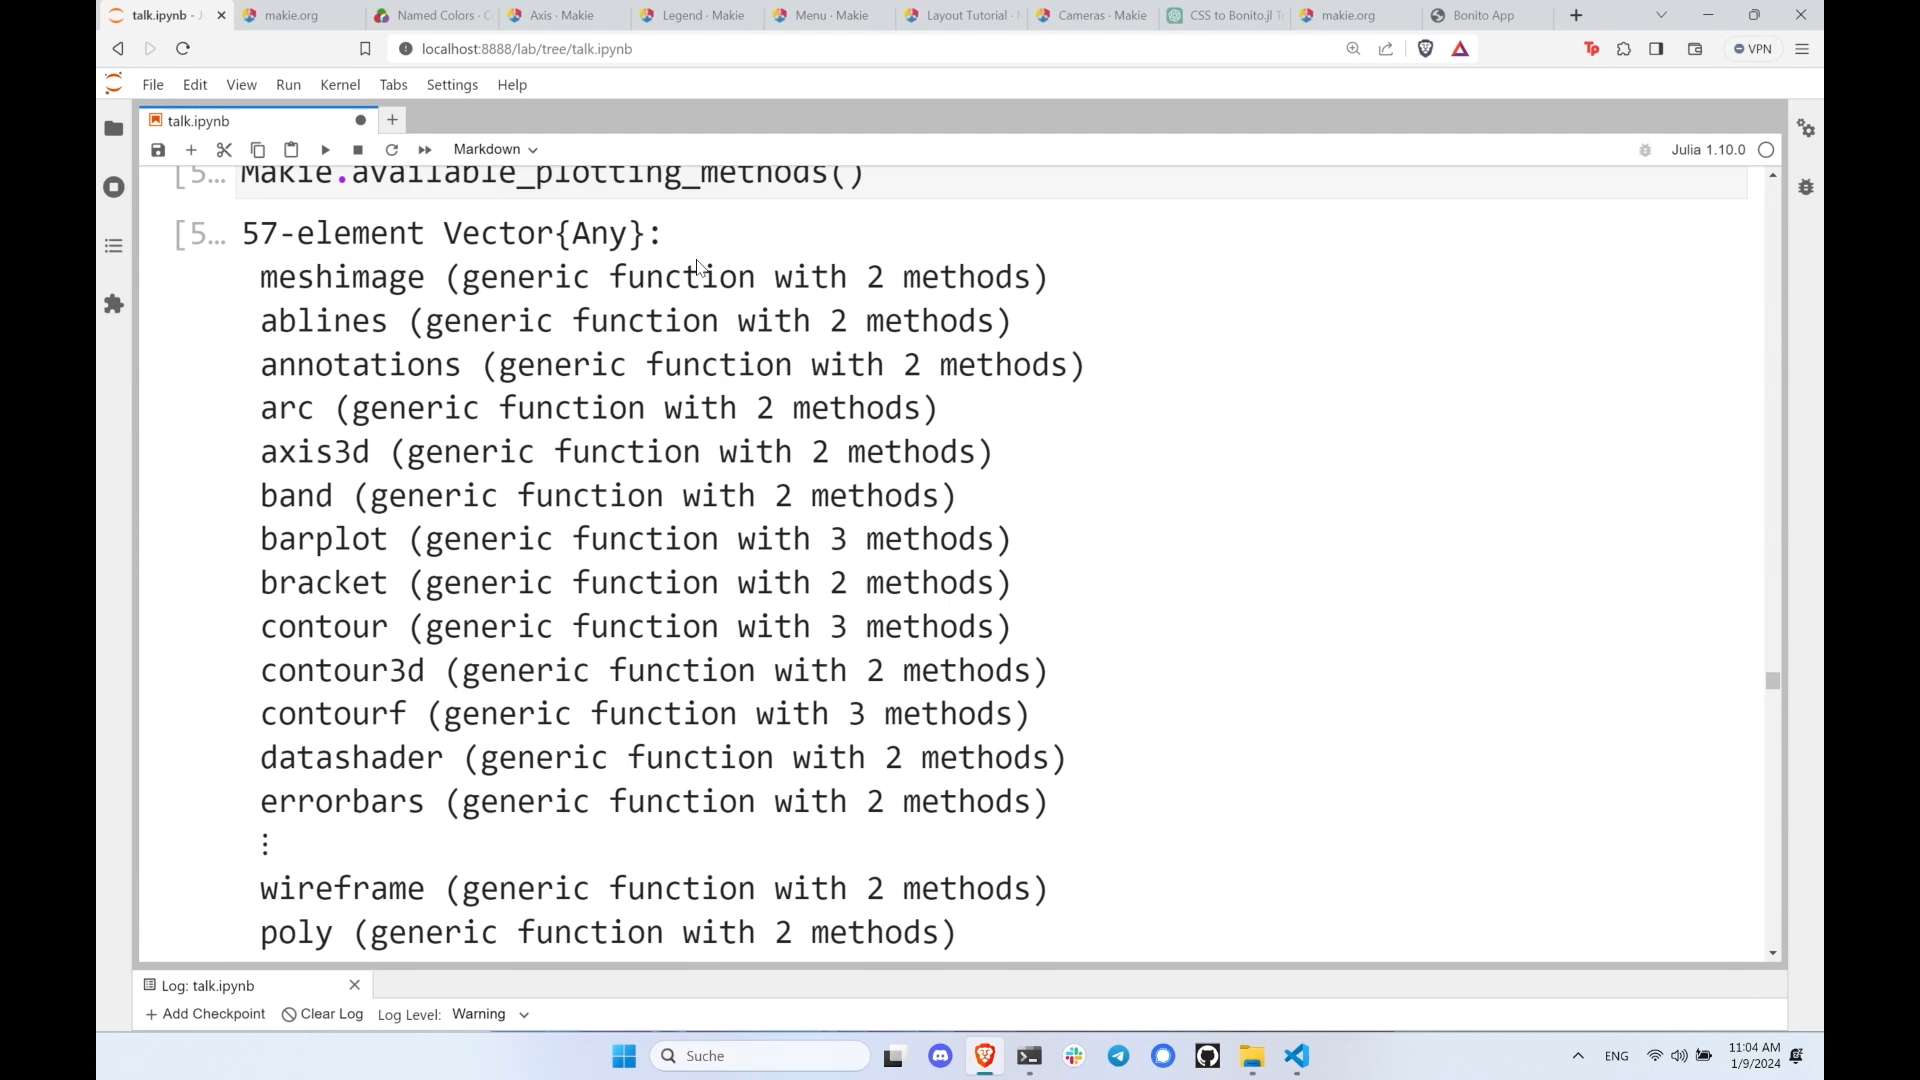 talk.ipynb - J
makie.org
Named Colors · C
Axis · Makie
Legend · Makie
Menu · Makie
Layout Tutorial ·
Cameras · Makie
CSS to Bonito.jl T
makie.org
Bonito App
localhost:8888/lab/tree/talk.ipynb
Tp
VPN
File Edit View Run Kernel Tabs Settings Help
talk.ipynb
Markdown
Julia 1.10.0
[5… Makie.available_plotting_methods()
[5… 57-element Vector{Any}:
meshimage (generic function with 2 methods)
ablines (generic function with 2 methods)
annotations (generic function with 2 methods)
arc (generic function with 2 methods)
axis3d (generic function with 2 methods)
band (generic function with 2 methods)
barplot (generic function with 3 methods)
bracket (generic function with 2 methods)
contour (generic function with 3 methods)
contour3d (generic function with 2 methods)
contourf (generic function with 3 methods)
datashader (generic function with 2 methods)
errorbars (generic function with 2 methods)
⋮
wireframe (generic function with 2 methods)
poly (generic function with 2 methods)
Log: talk.ipynb
+ Add Checkpoint Clear Log Log Level: Warning
Suche
ENG
11:04 AM
1/9/2024